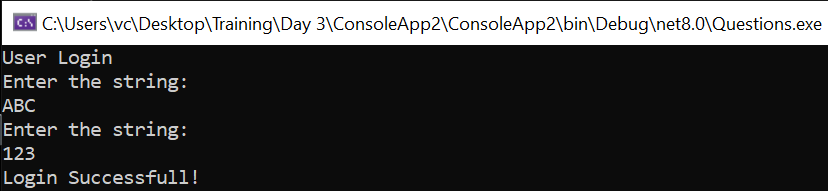 C:\Users\vc\Desktop\Training\Day 3\ConsoleApp2\ConsoleApp2\bin\Debug\net8.0\Questions.exe
User Login
Enter the string:
ABC
Enter the string:
123
Login Successfull!